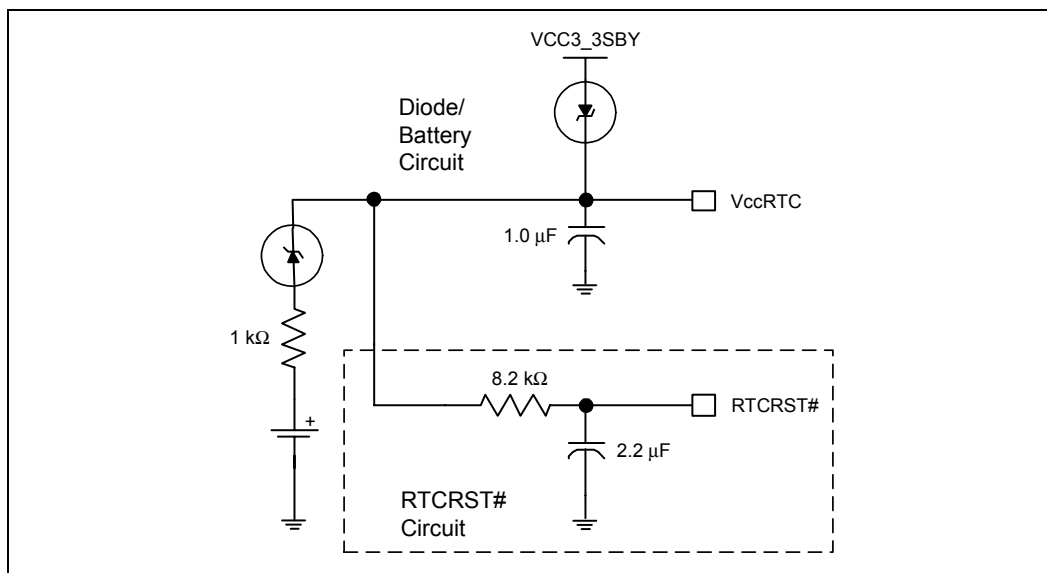 VCC3_3SBY
Diode/
Battery
Circuit
VccRTC
1.0 μF
1 kΩ
8.2 kΩ
RTCRST#
+
2.2 μF
RTCRST#
Circuit